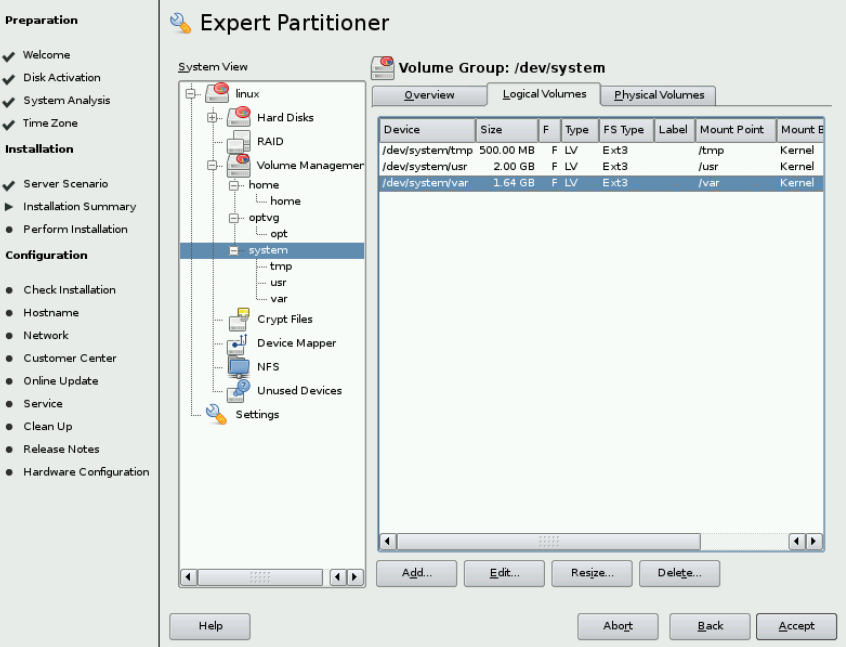 Preparation
Welcome
Disk Activation
System Analysis
Time Zone
Installation
Server Scenario
Installation Summary
Perform Installation
Configuration
Check Installation
Hostname
Network
Customer Center
Online Update
Service
Clean Up
Release Notes
Hardware Configuration
Expert Partitioner
System View
linux
Hard Disks
RAID
Volume Managemen
home
home
optvg
opt
system
tmp
usr
var
Crypt Files
Device Mapper
NFS
Unused Devices
Settings
Volume Group: /dev/system
Overview Logical Volumes Physical Volumes
Device Size F Type FS Type Label Mount Point Mount B
/dev/system/tmp 500.00 MB F LV Ext3 /tmp Kernel
/dev/system/usr 2.00 GB F LV Ext3 /usr Kernel
/dev/system/var 1.64 GB F LV Ext3 /var Kernel
Add... Edit... Resize... Delete...
Help Abort Back Accept